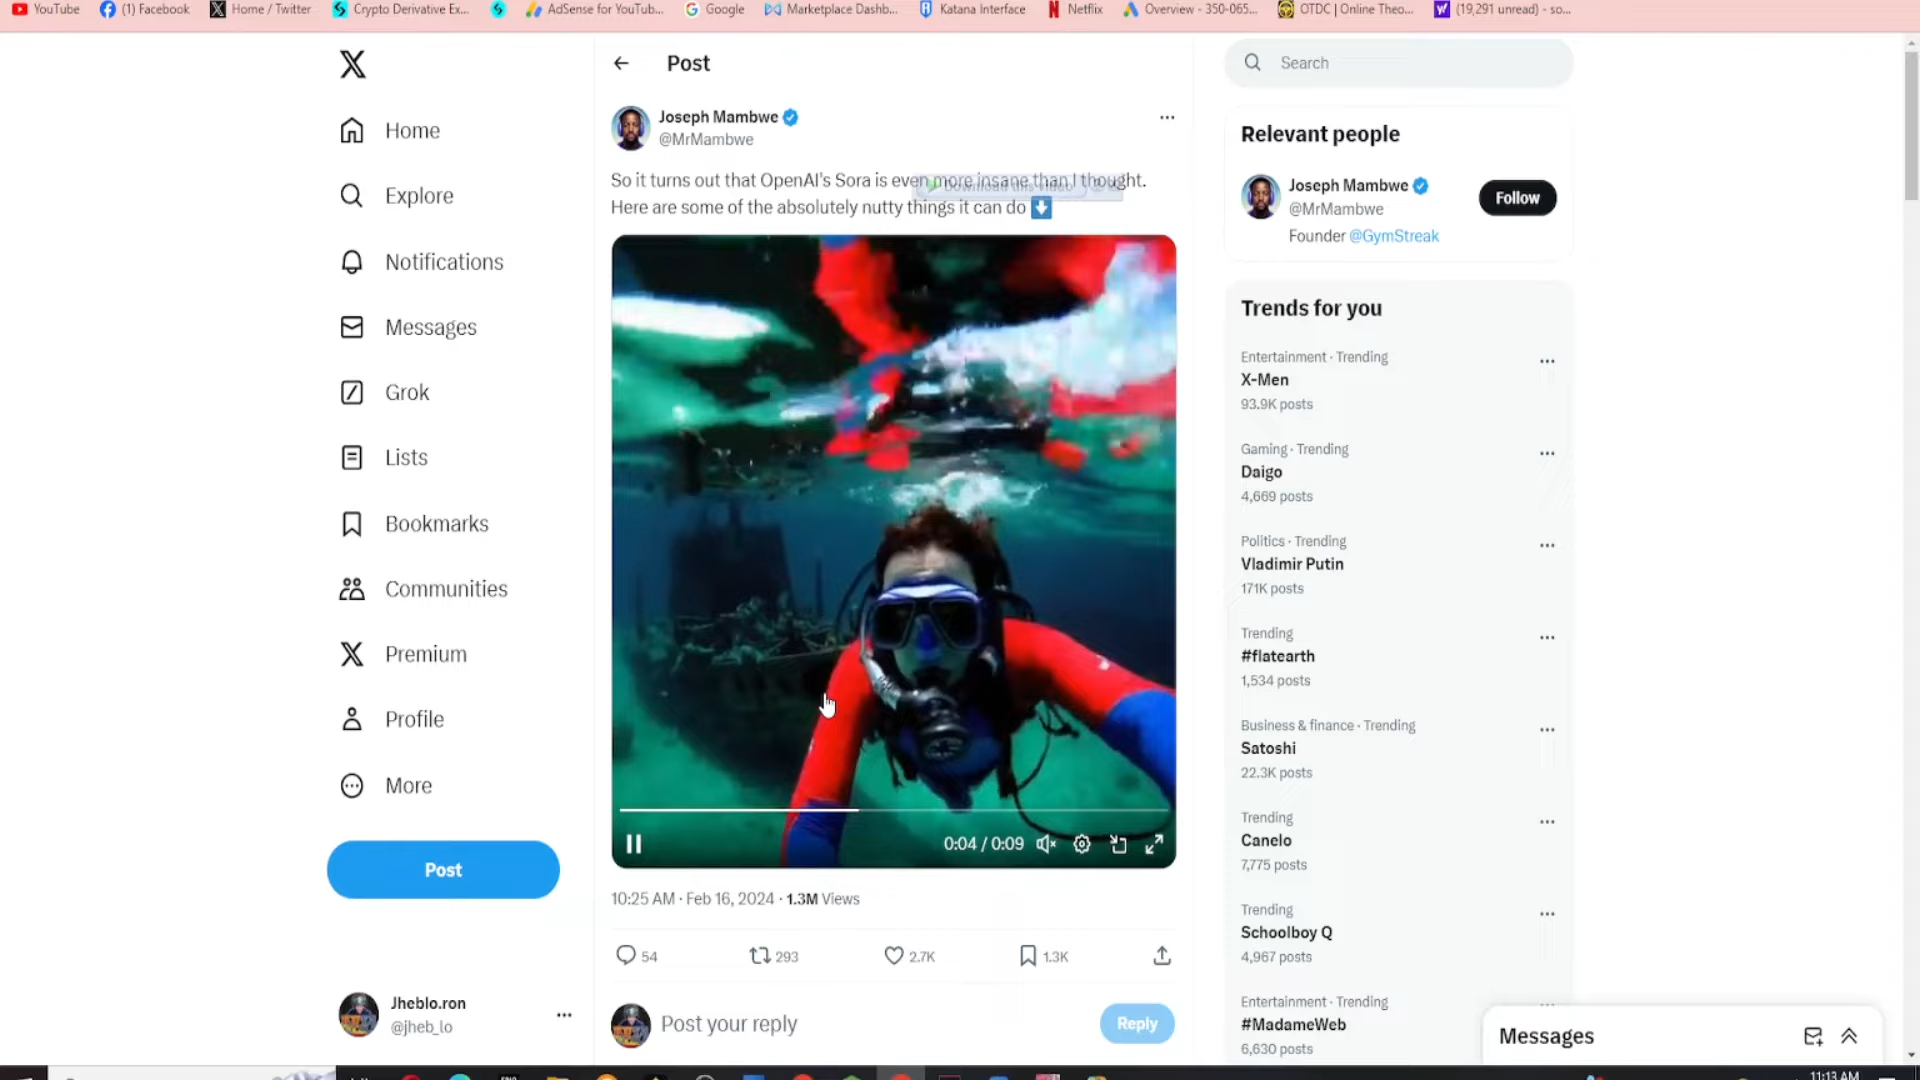 YouTube
(1) Facebook
Home / Twitter
Crypto Derivative Ex...
AdSense for YouTub...
Google
Marketplace Dashb...
Katana Interface
Netflix
Overview - 350-065...
OTDC | Online Theo...
(19,291 unread) - so...
X
Home
Explore
Notifications
Messages
Grok
Lists
Bookmarks
Communities
Premium
Profile
More
Post
Jheblo.ron
@jheb_lo
Post
Joseph Mambwe
@MrMambwe
So it turns out that OpenAI's Sora is even more insane than I thought.
Here are some of the absolutely nutty things it can do
Download this video
0:04 / 0:09
10:25 AM · Feb 16, 2024 · 1.3M Views
54
293
2.7K
1.3K
Post your reply
Reply
Search
Relevant people
Joseph Mambwe
@MrMambwe
Follow
Founder @GymStreak
Trends for you
Entertainment · Trending
X-Men
93.9K posts
Gaming · Trending
Daigo
4,669 posts
Politics · Trending
Vladimir Putin
171K posts
Trending
#flatearth
1,534 posts
Business & finance · Trending
Satoshi
22.3K posts
Trending
Canelo
7,775 posts
Trending
Schoolboy Q
4,967 posts
Entertainment · Trending
#MadameWeb
6,630 posts
Messages
11:13 AM